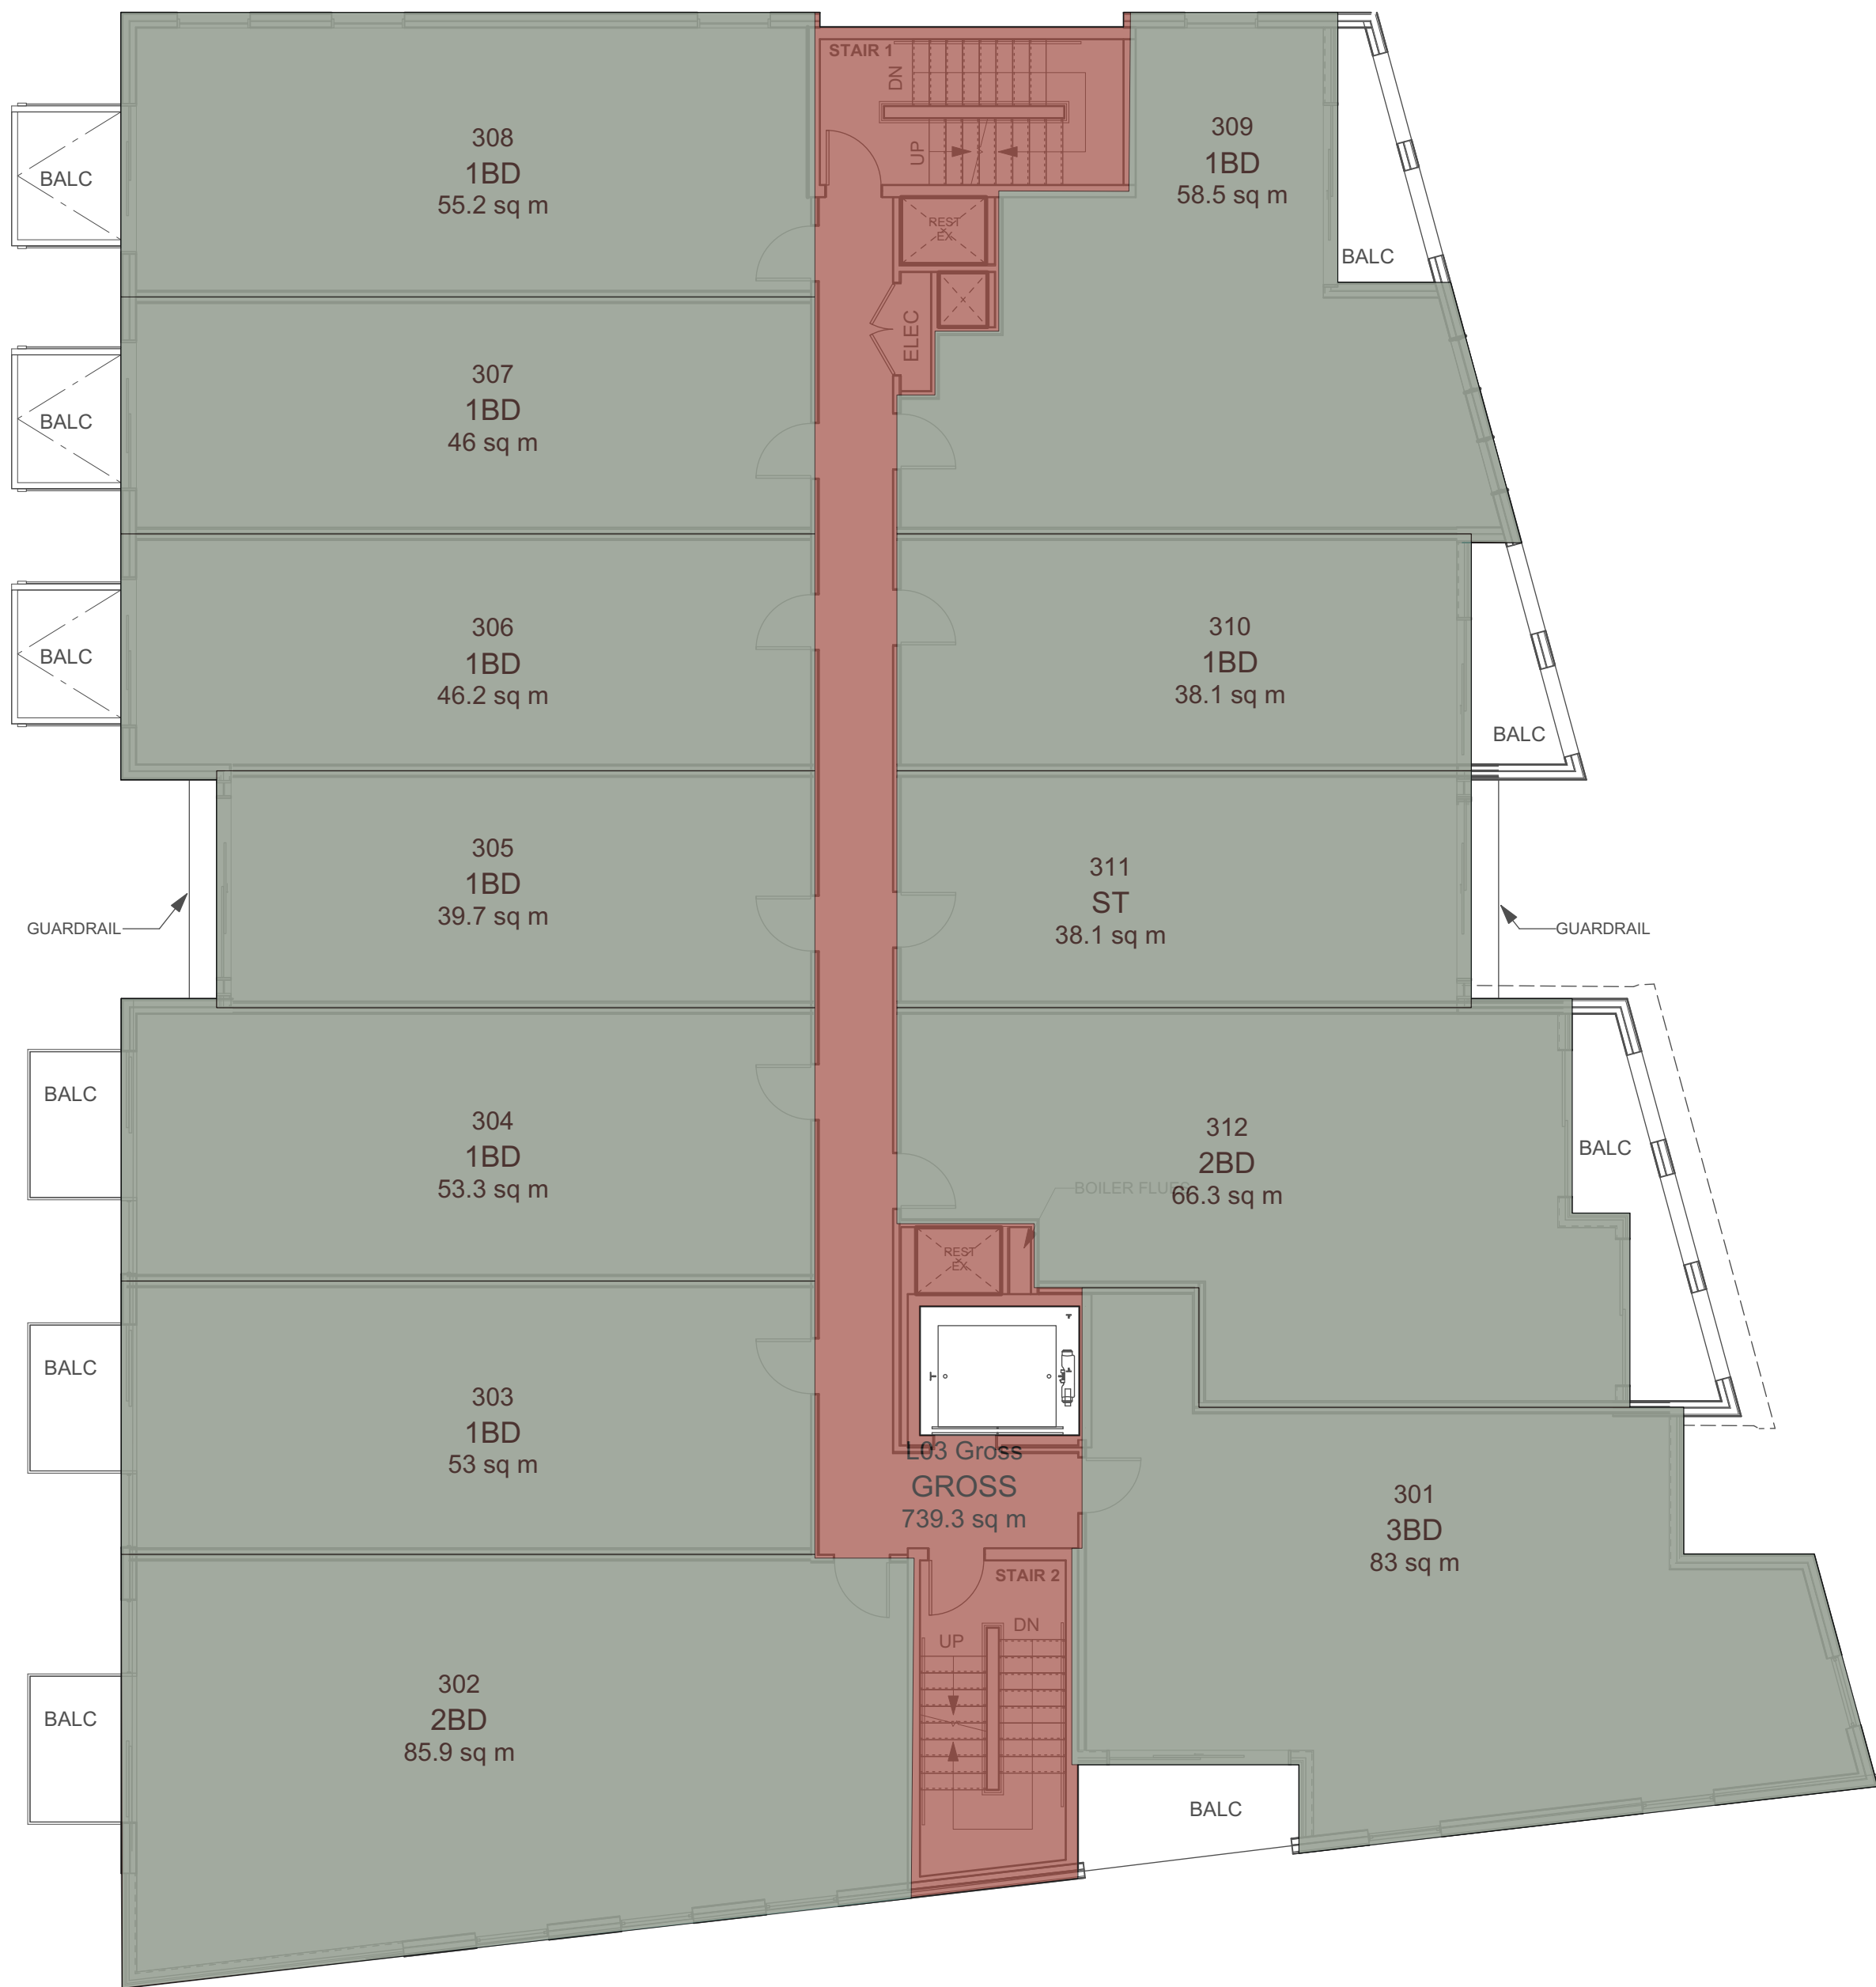 STAIR 1
DN
UP
308
1BD
55.2 sq m
BALC
309
1BD
58.5 sq m
BALC
REST
EX
ELEC
307
1BD
46 sq m
BALC
306
1BD
46.2 sq m
BALC
310
1BD
38.1 sq m
BALC
305
1BD
39.7 sq m
GUARDRAIL
311
ST
38.1 sq m
GUARDRAIL
304
1BD
53.3 sq m
BALC
312
2BD
66.3 sq m
BALC
BOILER FLUES
REST
EX
303
1BD
53 sq m
BALC
L03 Gross
GROSS
739.3 sq m
301
3BD
83 sq m
STAIR 2
UP
DN
302
2BD
85.9 sq m
BALC
BALC